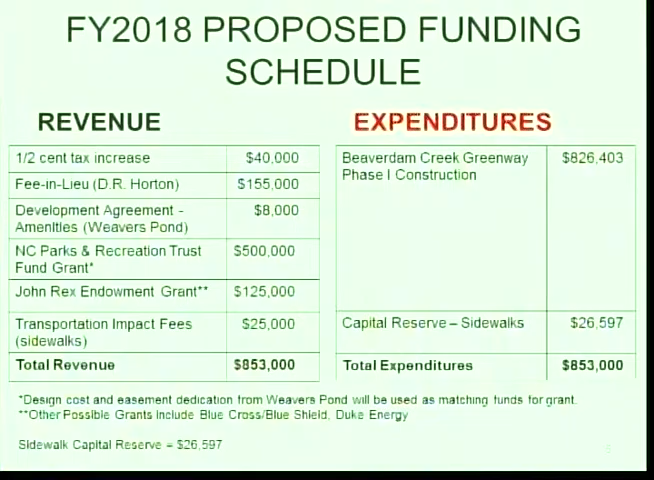 FY2018 PROPOSED FUNDING
SCHEDULE
REVENUE
1/2 cent tax increase $40,000
Fee-in-Lieu (D.R. Horton) $155,000
Development Agreement - $8,000
Amenities (Weavers Pond)
NC Parks & Recreation Trust $500,000
Fund Grant*
John Rex Endowment Grant** $125,000
Transportation Impact Fees $25,000
(sidewalks)
Total Revenue $853,000
EXPENDITURES
Beaverdam Creek Greenway $826,403
Phase I Construction
Capital Reserve – Sidewalks $26,597
Total Expenditures $853,000
*Design cost and easement dedication from Weavers Pond will be used as matching funds for grant.
**Other Possible Grants Include Blue Cross/Blue Shield, Duke Energy
Sidewalk Capital Reserve = $26,597